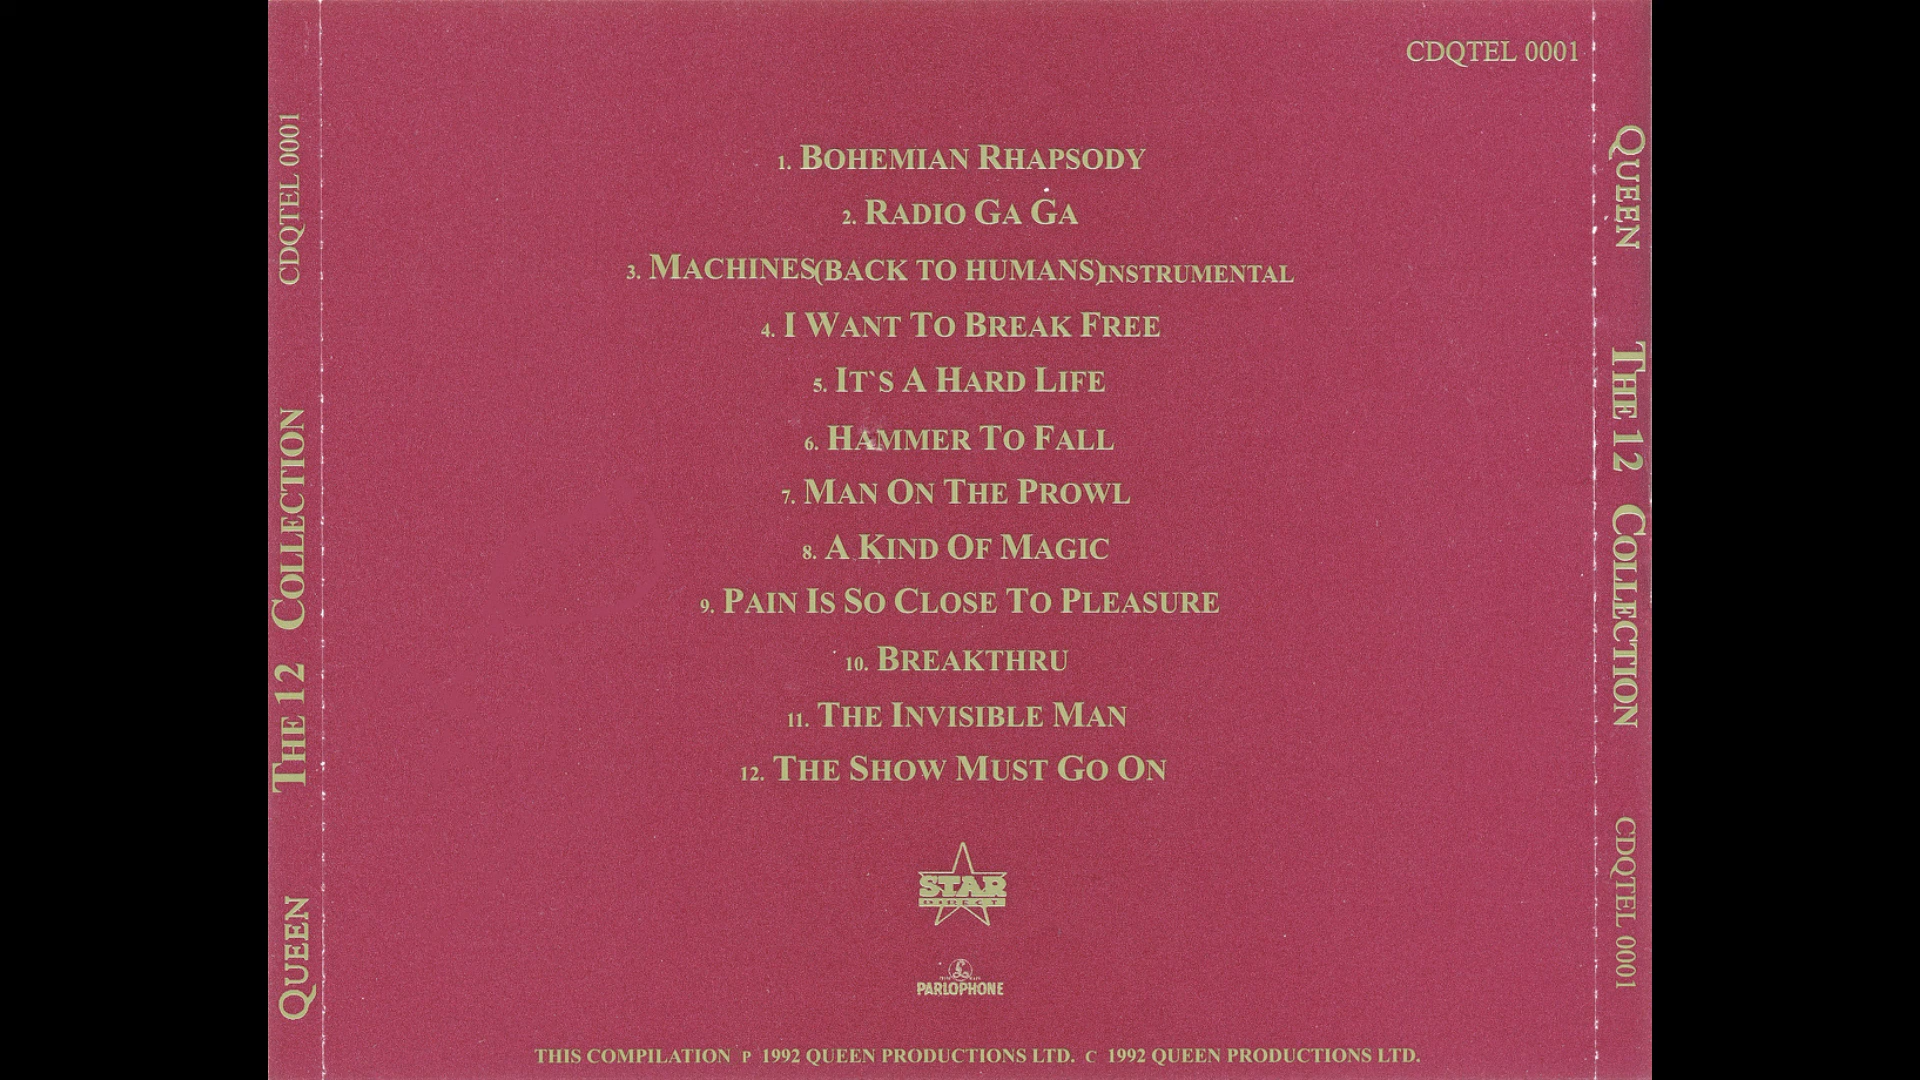 CDQTEL 0001
1. BOHEMIAN RHAPSODY
2. RADIO GA GA
3. MACHINES(BACK TO HUMANS)INSTRUMENTAL
4. I WANT TO BREAK FREE
5. IT`S A HARD LIFE
6. HAMMER TO FALL
7. MAN ON THE PROWL
8. A KIND OF MAGIC
9. PAIN IS SO CLOSE TO PLEASURE
10. BREAKTHRU
11. THE INVISIBLE MAN
12. THE SHOW MUST GO ON
STAR
DIRECT
PARLOPHONE
THIS COMPILATION P 1992 QUEEN PRODUCTIONS LTD. C 1992 QUEEN PRODUCTIONS LTD.
QUEEN THE 12 COLLECTION CDQTEL 0001
QUEEN THE 12 COLLECTION CDQTEL 0001